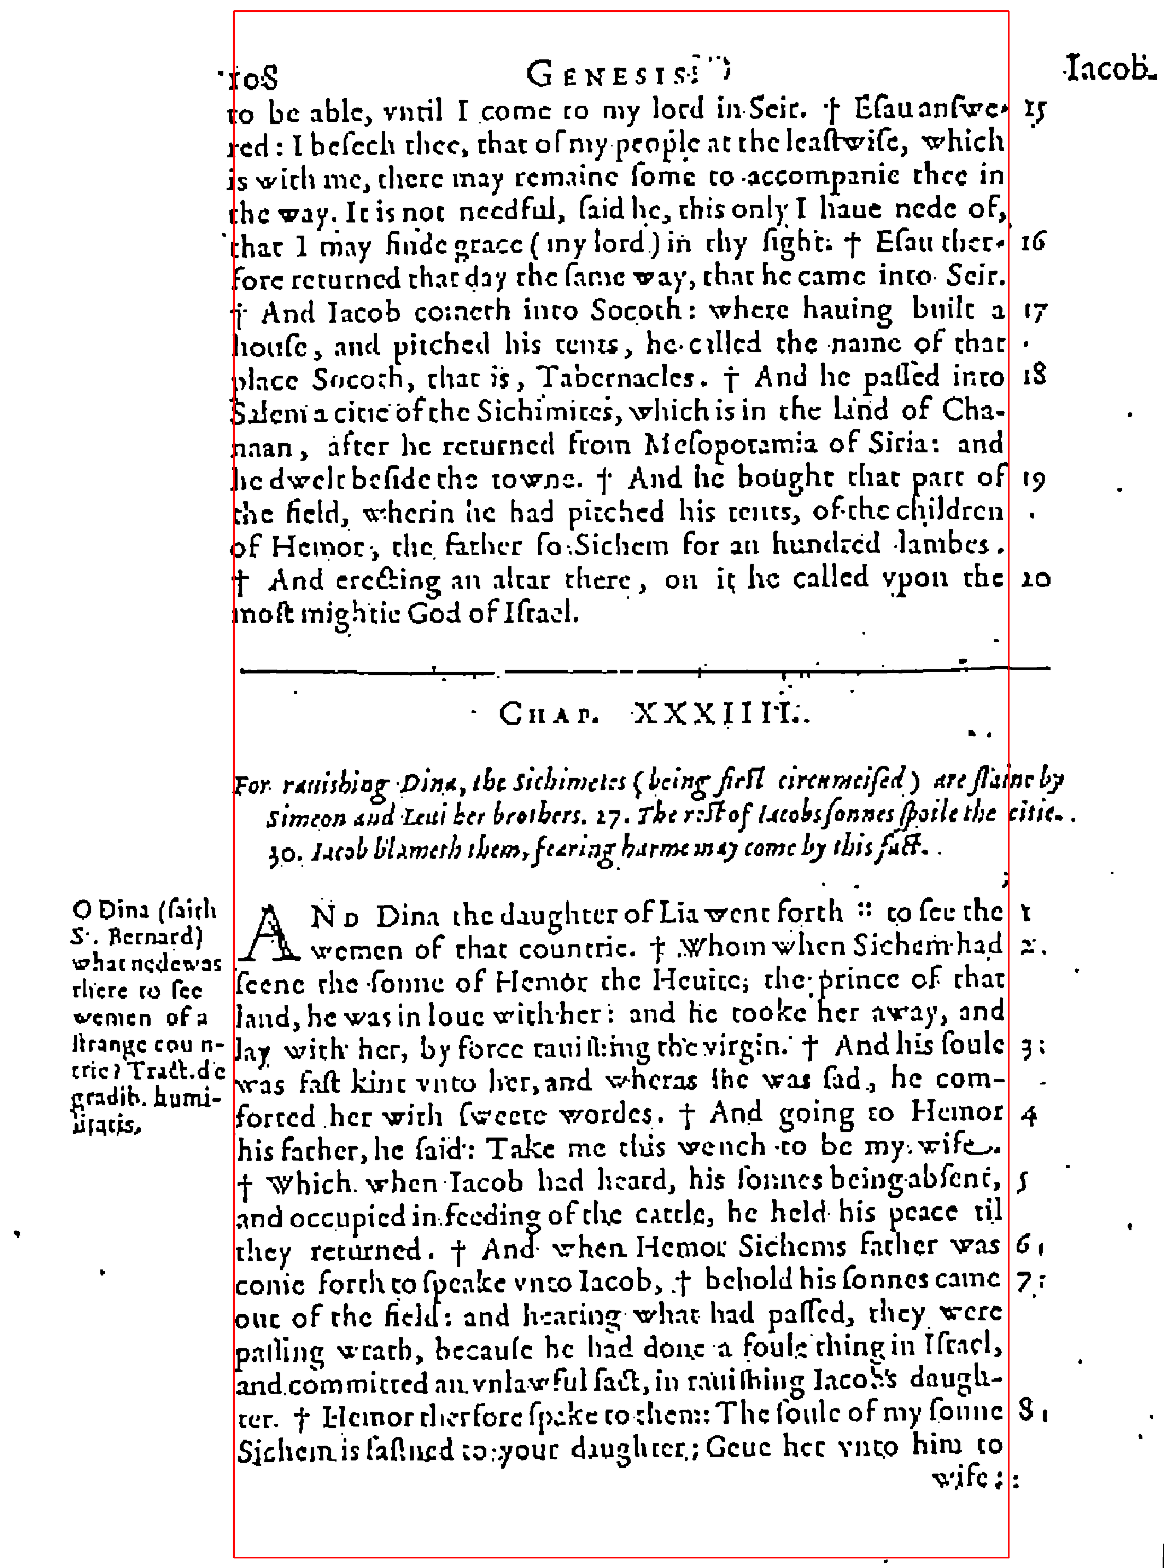 108 GENESIS. Iacob.
to be able, vntil I come to my lord in Seir. † Eſau anſwe- 15
red: I beſech thee, that of my people at the leaſtwiſe, which
is with me, there may remaine ſome to accompanie thee in
the way. It is not needful, ſaid he, this only I haue nede of,
that I may finde grace (my lord) in thy ſight. † Eſau ther- 16
fore returned that day the ſame way, that he came into Seir.
† And Iacob cometh into Socoth: where hauing built a 17
houſe, and pitched his tents, he called the name of that
place Socoth, that is, Tabernacles. † And he paſſed into 18
Salem a citie of the Sichimites, which is in the land of Cha-
naan, after he returned from Meſopotamia of Siria: and
he dwelt beſide the towne. † And he bought that part of 19
the field, wherin he had pitched his tents, of the children
of Hemor, the father fo Sichem for an hundred lambes.
† And erecting an altar there, on it he called vpon the 20
moſt mightie God of Iſrael.
CHAP. XXXIIII.
For rauishing Dina, the Sichimetes (being firſt circumciſed) are ſlaine by
Simeon and Leui her brothers. 27. The reſt of Iacobs ſonnes ſpoile the citie.
30. Iacob blameth them, fearing harme may come by this fact.
O Dina (ſaith
S. Bernard)
what nede was
there to ſee
wemen of a
ſtrange coun-
trie? Tract. de
gradib. humi-
litatis.
AND Dina the daughter of Lia went forth :: to ſee the 1
wemen of that countrie. † Whom when Sichem had 2.
ſeene the ſonne of Hemor the Heuite, the prince of that
land, he was in loue with her: and he tooke her away, and
lay with her, by force rauiſhing the virgin. † And his ſoule 3
was faſt knit vnto her, and wheras ſhe was ſad, he com-
forted her with ſweete wordes. † And going to Hemor 4
his father, he ſaid: Take me this wench to be my wife.
† Which when Iacob had heard, his ſonnes being abſent, 5
and occupied in feeding of the cattle, he held his peace til
they returned. † And when Hemor Sichems father was 6
come forth to ſpeake vnto Iacob, † behold his ſonnes came 7
out of the field: and hearing what had paſſed, they were
paſſing wrath, becauſe he had done a foule thing in Iſrael,
and committed an vnlawful fact, in rauiſhing Iacobs daugh-
ter. † Hemor therfore ſpake to them: The ſoule of my ſonne 8
Sichem is faſtned to your daughter; Geue her vnto him to
wife: